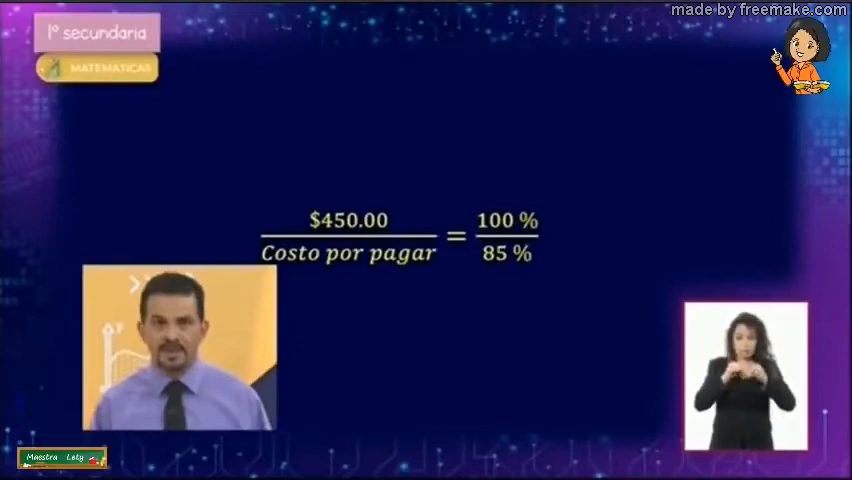 made by freemake.com
1° secundaria
MATEMATICAS
$450.00
Costo por pagar
=
100 %
85 %
Maestra Lety